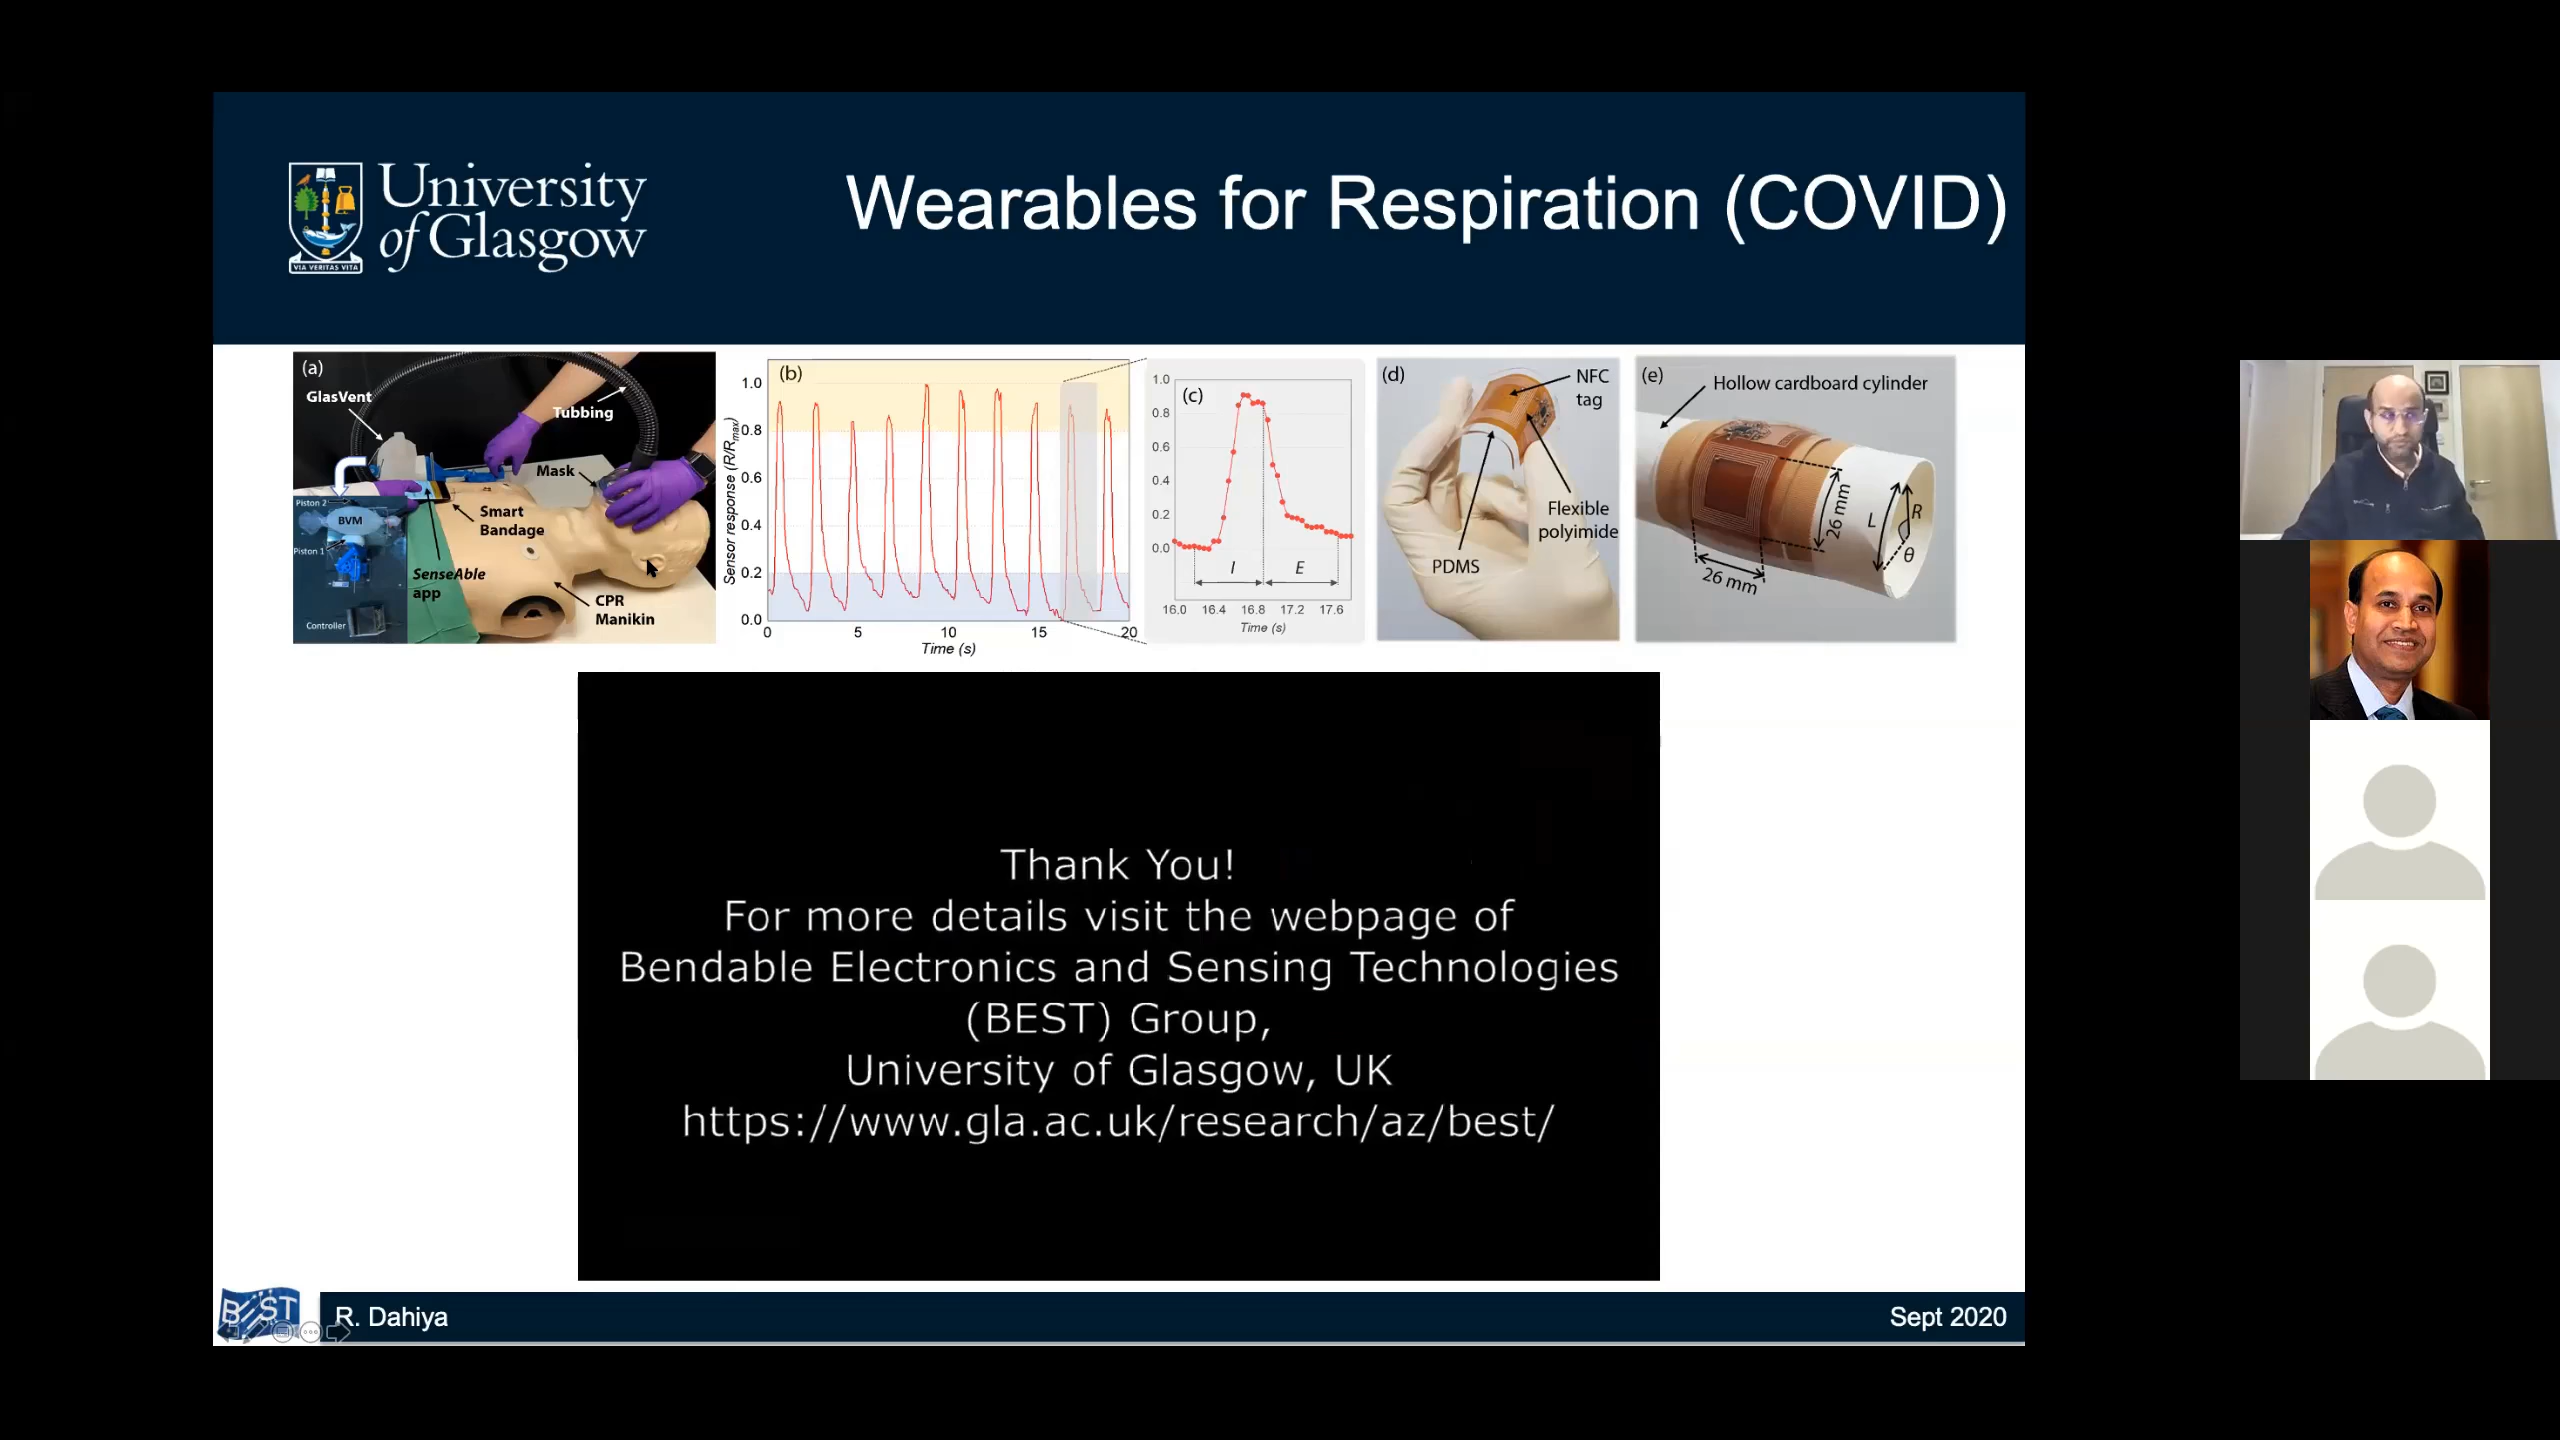 University
of Glasgow
VIA VERITAS VITA
Wearables for Respiration (COVID)
(a)
GlasVent
Tubbing
Mask
Smart
Bandage
Piston 2
BVM
Piston 1
SenseAble
app
Controller
CPR
Manikin
(b)
Sensor response (R/Rmax)
1.0
0.8
0.6
0.4
0.2
0.0
0 5 10 15 20
Time (s)
(c)
1.0
0.8
0.6
0.4
0.2
0.0
I E
16.0 16.4 16.8 17.2 17.6
Time (s)
(d)
NFC
tag
Flexible
polyimide
PDMS
(e)
Hollow cardboard cylinder
26 mm
26 mm
L
R
θ
Thank You!
For more details visit the webpage of
Bendable Electronics and Sensing Technologies
(BEST) Group,
University of Glasgow, UK
https://www.gla.ac.uk/research/az/best/
BEST
R. Dahiya
Sept 2020